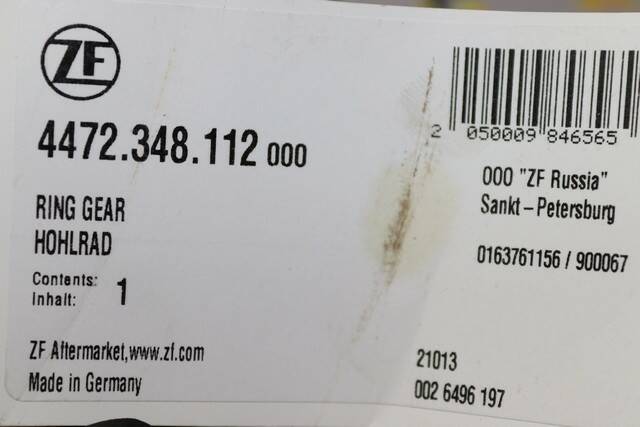 ZF
4472.348.112 000
RING GEAR
HOHLRAD
Contents:
Inhalt: 1
ZF Aftermarket,www.zf.com
Made in Germany
2 050009 846565
000 "ZF Russia"
Sankt-Petersburg
0163761156 / 900067
21013
002 6496 197